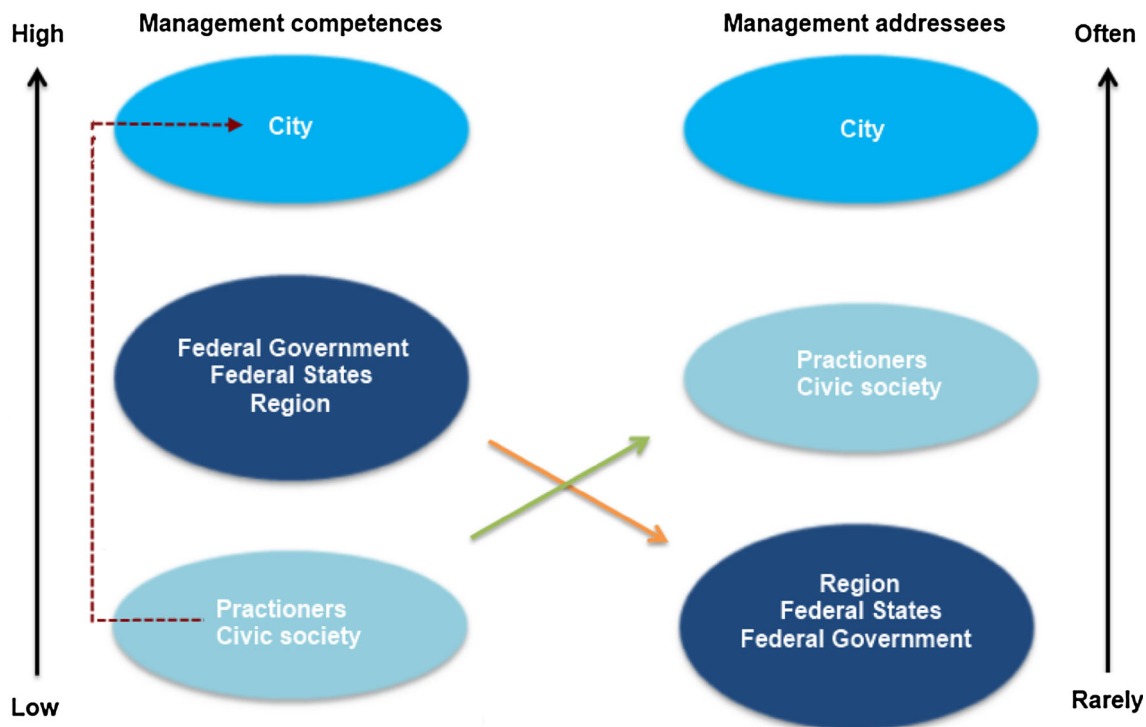 Management competences
Management addressees
High
Often
City
City
Federal Government
Federal States
Region
Practioners
Civic society
Practioners
Civic society
Region
Federal States
Federal Government
Low
Rarely